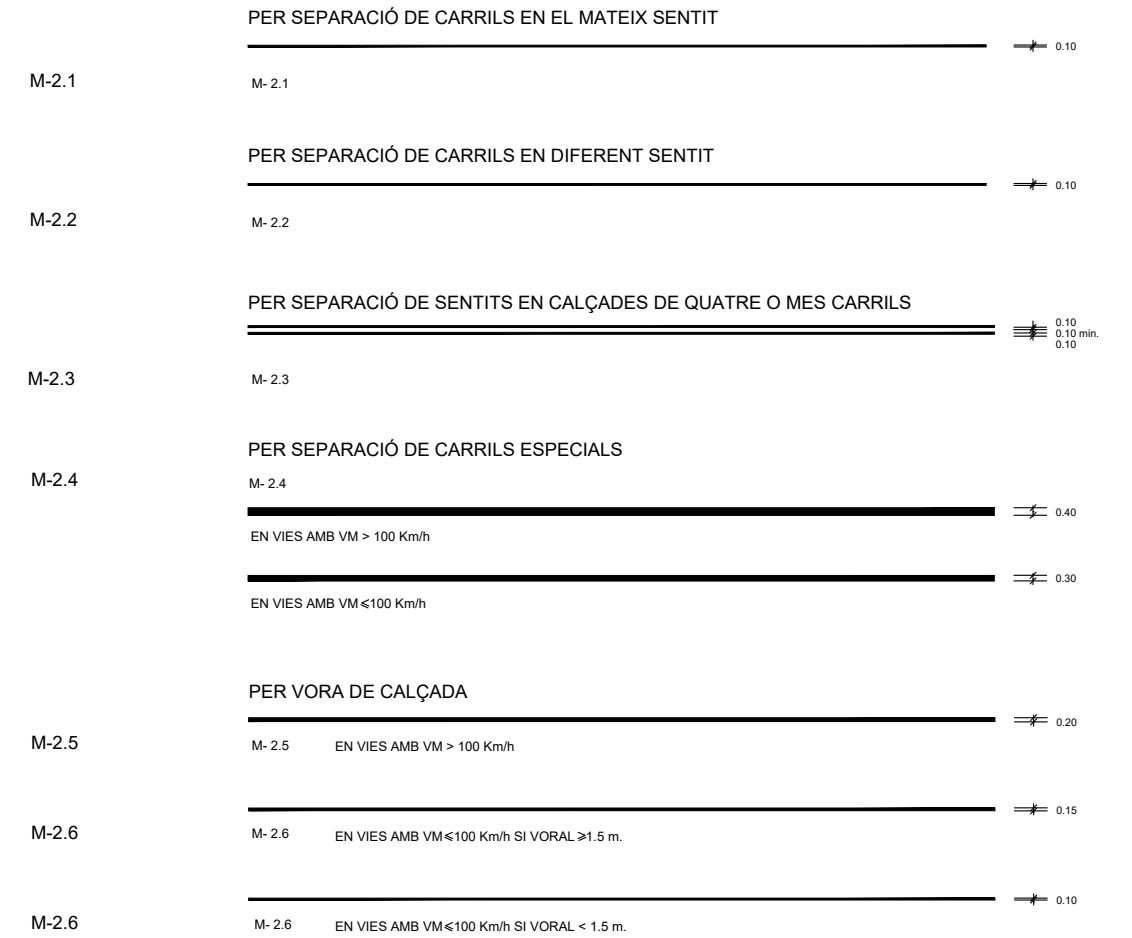 PER SEPARACIÓ DE CARRILS EN EL MATEIX SENTIT
0.10
M-2.1
M- 2.1
PER SEPARACIÓ DE CARRILS EN DIFERENT SENTIT
0.10
M-2.2
M- 2.2
PER SEPARACIÓ DE SENTITS EN CALÇADES DE QUATRE O MES CARRILS
0.10
0.10 min.
0.10
M-2.3
M- 2.3
PER SEPARACIÓ DE CARRILS ESPECIALS
M-2.4
M- 2.4
0.40
EN VIES AMB VM > 100 Km/h
0.30
EN VIES AMB VM⩽100 Km/h
PER VORA DE CALÇADA
0.20
M-2.5
M- 2.5 EN VIES AMB VM > 100 Km/h
0.15
M-2.6
M- 2.6 EN VIES AMB VM⩽100 Km/h SI VORAL ⩾1.5 m.
0.10
M-2.6
M- 2.6 EN VIES AMB VM⩽100 Km/h SI VORAL < 1.5 m.